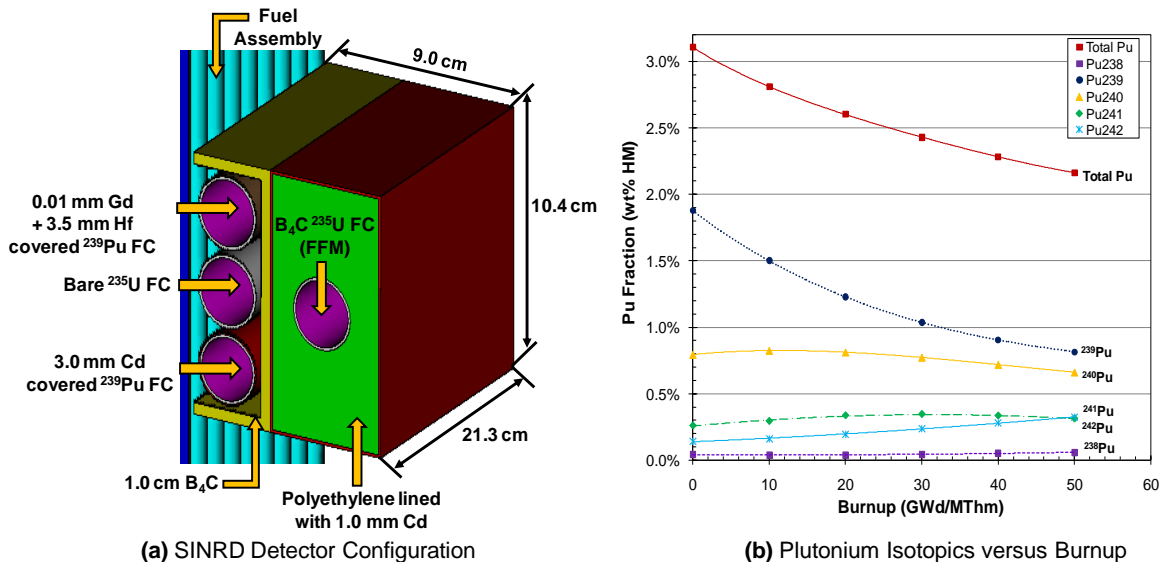 Fuel
Assembly
9.0 cm
0.01 mm Gd
+ 3.5 mm Hf
covered ²³⁹Pu FC
B₄C ²³⁵U FC
(FFM)
10.4 cm
Bare ²³⁵U FC
3.0 mm Cd
covered ²³⁹Pu FC
21.3 cm
1.0 cm B₄C
Polyethylene lined
with 1.0 mm Cd
(a) SINRD Detector Configuration
Pu Fraction (wt% HM)
3.0%
2.5%
2.0%
1.5%
1.0%
0.5%
0.0%
Total Pu
Pu238
Pu239
Pu240
Pu241
Pu242
Total Pu
²³⁹Pu
²⁴⁰Pu
²⁴¹Pu
²⁴²Pu
²³⁸Pu
0 10 20 30 40 50 60
Burnup (GWd/MThm)
(b) Plutonium Isotopics versus Burnup